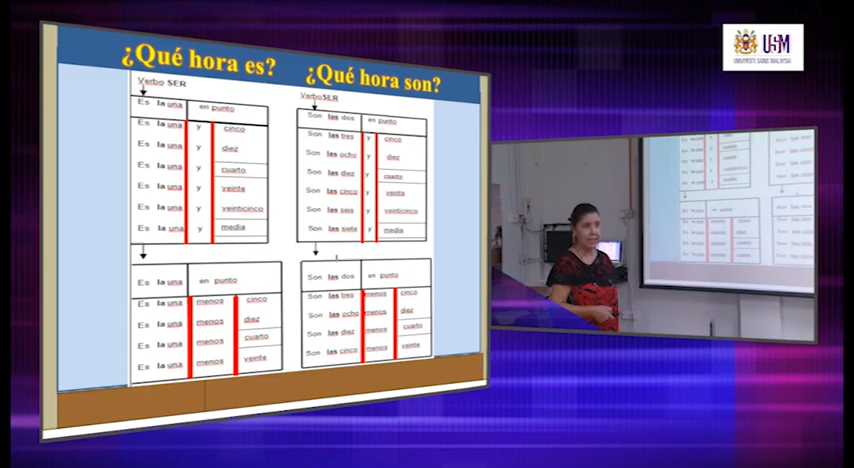 ¿Qué hora es?
Verbo SER
Es la una en punto
Es la una y cinco
Es la una y diez
Es la una y cuarto
Es la una y veinte
Es la una y veinticinco
Es la una y media
Es la una en punto
Es la una menos cinco
Es la una menos diez
Es la una menos cuarto
Es la una menos veinte
¿Qué hora son?
Verbo SER
Son las dos en punto
Son las tres y cinco
Son las ocho y diez
Son las diez y cuarto
Son las cinco y veinte
Son las seis y veinticinco
Son las siete y media
Son las dos en punto
Son las tres menos cinco
Son las ocho menos diez
Son las diez menos cuarto
Son las cinco menos veinte
USM
UNIVERSITI SAINS MALAYSIA